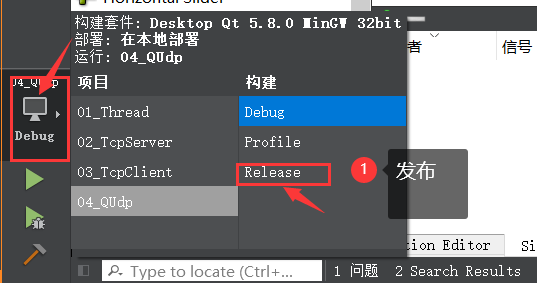 Horizontal Slider
构建套件: Desktop Qt 5.8.0 MinGW 32bit
部署: 在本地部署
运行: 04_QUdp
者
信号
项目
构建
04_QUdp
Debug
01_Thread
Debug
02_TcpServer
Profile
03_TcpClient
Release
1
发布
04_QUdp
tion Editor
Si
Type to locate (Ctrl+...
1 问题
2 Search Results